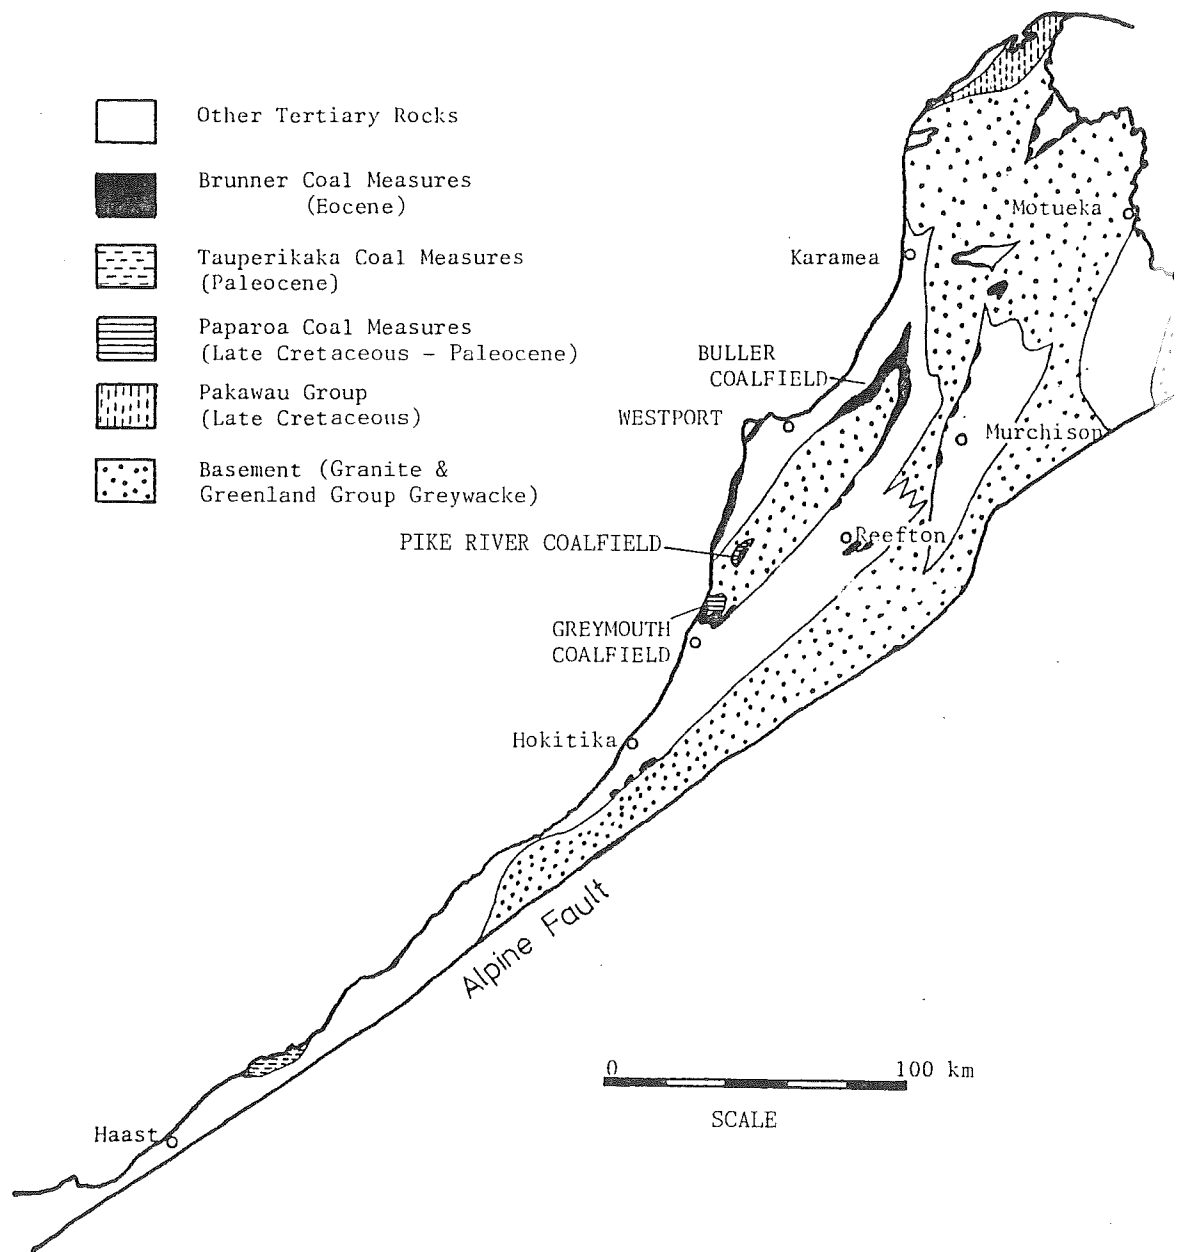 Other Tertiary Rocks
Brunner Coal Measures
(Eocene)
Tauperikaka Coal Measures
(Paleocene)
Paparoa Coal Measures
(Late Cretaceous - Paleocene)
Pakawau Group
(Late Cretaceous)
Basement (Granite &
Greenland Group Greywacke)
Motueka
Karamea
BULLER
COALFIELD
WESTPORT
Murchison
PIKE RIVER COALFIELD
Reefton
GREYMOUTH
COALFIELD
Hokitika
Alpine Fault
0 100 km
SCALE
Haast